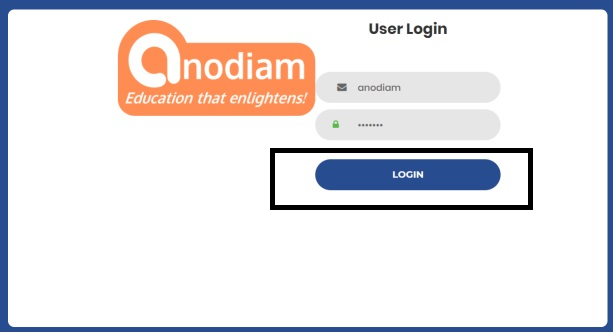 User Login
anodiam
Education that enlightens!
anodiam
•••••••
LOGIN